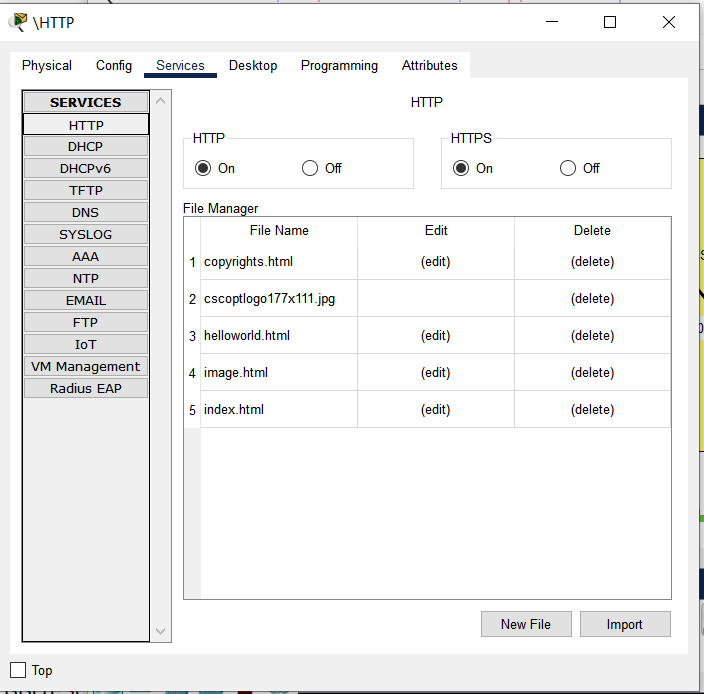 \HTTP
Physical Config Services Desktop Programming Attributes
SERVICES
HTTP
DHCP
DHCPv6
TFTP
DNS
SYSLOG
AAA
NTP
EMAIL
FTP
IoT
VM Management
Radius EAP
HTTP
HTTP
On Off
HTTPS
On Off
File Manager
File Name Edit Delete
1 copyrights.html (edit) (delete)
2 cscoptlogo177x111.jpg (delete)
3 helloworld.html (edit) (delete)
4 image.html (edit) (delete)
5 index.html (edit) (delete)
New File Import
Top